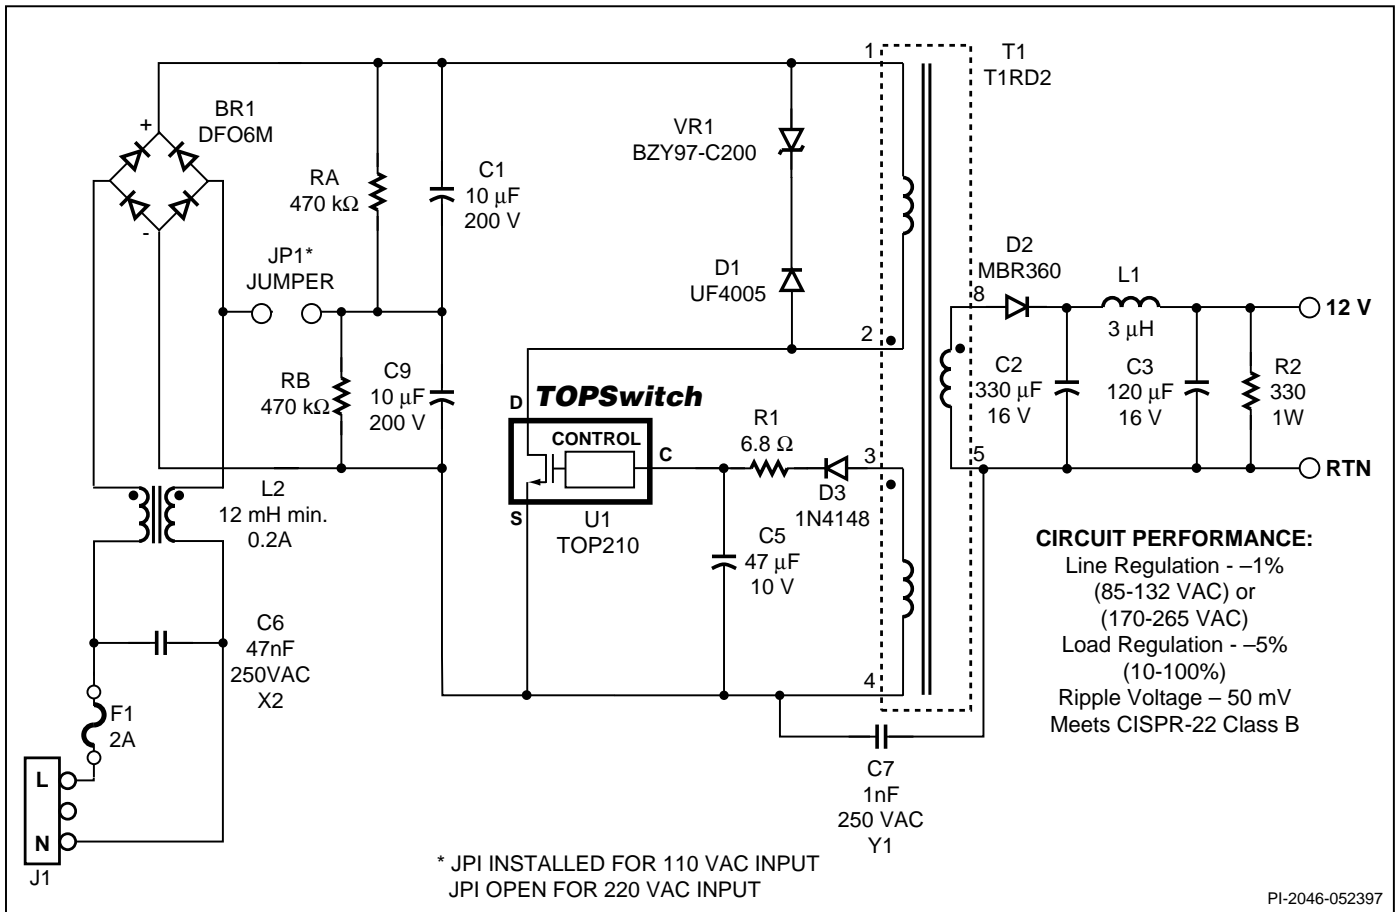 1
T1
T1RD2
BR1
DFO6M
+
-
VR1
BZY97-C200
RA
470 kΩ
C1
10 µF
200 V
JP1*
JUMPER
D1
UF4005
D2
MBR360
L1
3 µH
8
12 V
2
RB
470 kΩ
C9
10 µF
200 V
TOPSwitch
D
CONTROL
C
S
U1
TOP210
R1
6.8 Ω
3
D3
1N4148
C2
330 µF
16 V
C3
120 µF
16 V
R2
330
1W
5
RTN
L2
12 mH min.
0.2A
C5
47 µF
10 V
CIRCUIT PERFORMANCE:
Line Regulation - –1%
(85-132 VAC) or
(170-265 VAC)
Load Regulation - –5%
(10-100%)
Ripple Voltage – 50 mV
Meets CISPR-22 Class B
C6
47nF
250VAC
X2
4
F1
2A
L
N
J1
C7
1nF
250 VAC
Y1
* JPI INSTALLED FOR 110 VAC INPUT
JPI OPEN FOR 220 VAC INPUT
PI-2046-052397